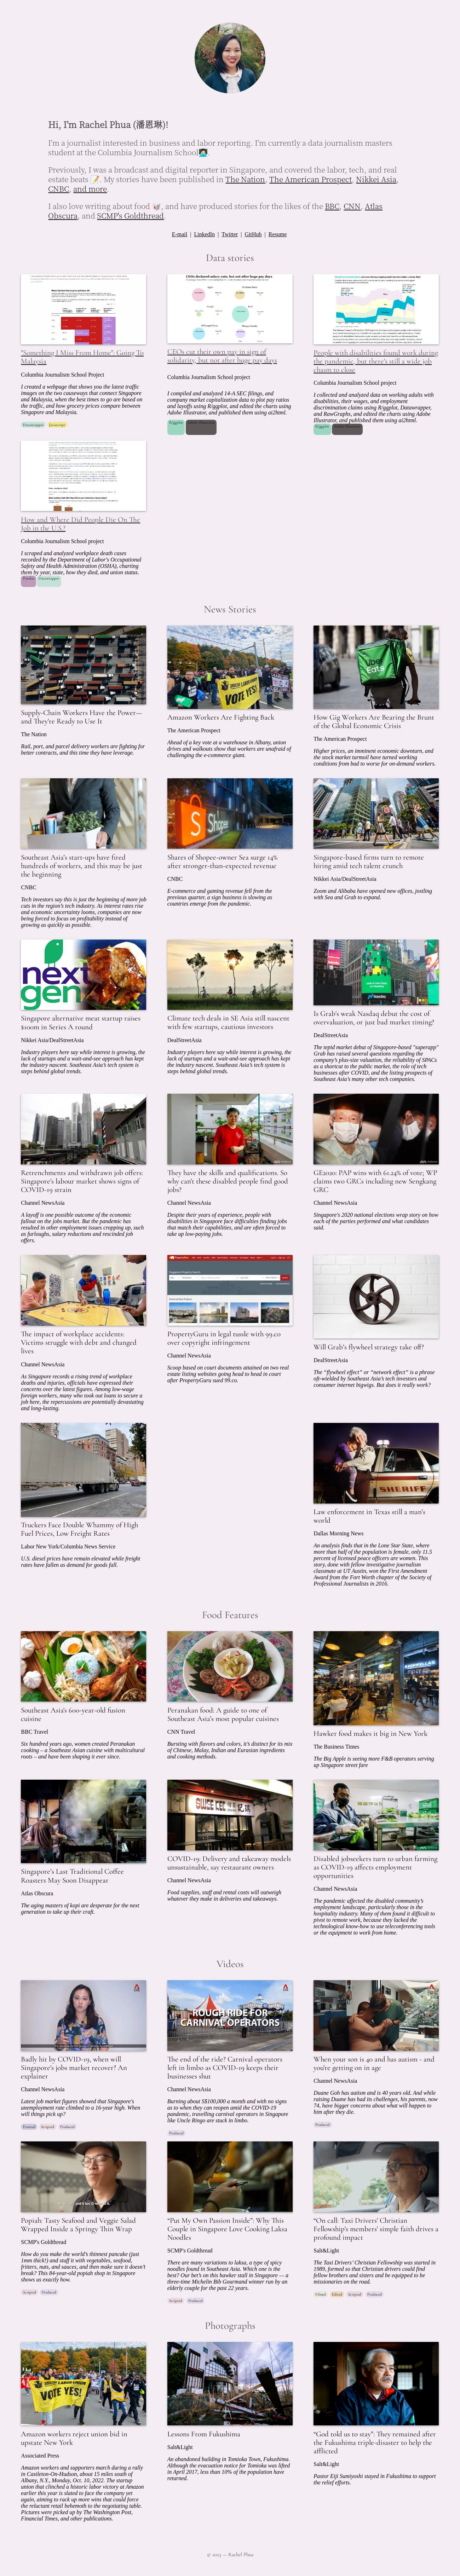 Hi, I'm Rachel Phua (潘恩琳)!
I'm a journalist interested in business and labor reporting. I'm currently a data journalism masters
student at the Columbia Journalism School👩🏻‍💻.
Previously, I was a broadcast and digital reporter in Singapore, and covered the labor, tech, and real
estate beats 📝. My stories have been published in The Nation, The American Prospect, Nikkei Asia,
CNBC, and more.
I also love writing about food 🥡, and have produced stories for the likes of the BBC, CNN, Atlas
Obscura, and SCMP's Goldthread.
E-mail | LinkedIn | Twitter | GitHub | Resume
Data stories
"Something I Miss From Home": Going To
Malaysia
Columbia Journalism School Project
I created a webpage that shows the latest traffic
images on the two causeways that connect Singapore
and Malaysia, when the best times to go are based on
the traffic, and how grocery prices compare between
Singapore and Malaysia.
Datawrapper Javascript
CEOs disclosed salary cuts, but still got huge pay days
CEOs cut their own pay in sign of
solidarity, but not after huge pay days
Columbia Journalism School project
I compiled and analyzed 14A SEC filings, and
company market capitalization data to plot pay ratios
and layoffs using R/ggplot, and edited the charts using
Adobe Illustrator, and published them using ai2html.
R/ggplot Adobe Illustrator
People with disabilities found work during
the pandemic, but there's still a wide job
chasm to close
Columbia Journalism School project
I collected and analyzed data on working adults with
disabilities, their wages, and disability
discrimination claims using R/ggplot, Datawrapper,
and RawGraphs, and edited the charts using Adobe
Illustrator, and published them using ai2html.
R/ggplot Adobe Illustrator
How and Where Did People Die On The
Job in the U.S.?
Columbia Journalism School project
I scraped and analyzed workplace death cases
recorded by the Department of Labor's Occupational
Safety and Health Administration (OSHA), charting
them by year, state, how they died, and union status.
Pandas Datawrapper
News Stories
Supply-Chain Workers Have the Power—
and They're Ready to Use It
The Nation
Rail, port, and parcel delivery workers are fighting for
better contracts, and this time they have leverage.
VOTE YES!
Amazon Workers Are Fighting Back
The American Prospect
Ahead of a key vote at a warehouse in Albany, union
drives and walkouts show that workers are unafraid of
challenging the e-commerce giant.
Uber
Eats
How Gig Workers Are Bearing the Brunt
of the Global Economic Crisis
The American Prospect
Higher prices, an imminent economic downturn, and
the stock market turmoil have turned working
conditions from bad to worse for on-demand workers.
Southeast Asia's start-ups have fired
hundreds of workers, and this may be just
the beginning
CNBC
Tech investors say this is just the beginning of more job
cuts in the region's tech industry. As interest rates rise
and economic uncertainty looms, companies are now
being forced to focus on profitability instead of
growing as quickly as possible.
Shopee
Shares of Shopee-owner Sea surge 14%
after stronger-than-expected revenue
CNBC
E-commerce and gaming revenue fell from the
previous quarter, a sign business is slowing as
countries emerge from the pandemic.
Singapore-based firms turn to remote
hiring amid tech talent crunch
Nikkei Asia/DealStreetAsia
Zoom and Alibaba have opened new offices, jostling
with Sea and Grab to expand.
next
gen
Singapore alternative meat startup raises
$100m in Series A round
Nikkei Asia/DealStreetAsia
Industry players here say while interest is growing, the
lack of startups and a wait-and-see approach has kept
the industry nascent. Southeast Asia's tech system is
steps behind global trends.
Climate tech deals in SE Asia still nascent
with few startups, cautious investors
DealStreetAsia
Industry players here say while interest is growing, the
lack of startups and a wait-and-see approach has kept
the industry nascent. Southeast Asia's tech system is
steps behind global trends.
Is Grab's weak Nasdaq debut the cost of
overvaluation, or just bad market timing?
DealStreetAsia
The tepid market debut of Singapore-based "superapp"
Grab has raised several questions regarding the
company's plus-size valuation, the reliability of SPACs
as a shortcut to the public market, the role of tech
businesses after COVID, and the listing prospects of
Southeast Asia's many other tech companies.
Retrenchments and withdrawn job offers:
Singapore's labour market shows signs of
COVID-19 strain
Channel NewsAsia
A layoff is one possible outcome of the economic
fallout on the jobs market. But the pandemic has
resulted in other employment issues cropping up, such
as furloughs, salary reductions and rescinded job
offers.
They have the skills and qualifications. So
why can't these disabled people find good
jobs?
Channel NewsAsia
Despite their years of experience, people with
disabilities in Singapore face difficulties finding jobs
that match their capabilities, and are often forced to
take up low-paying jobs.
GE2020: PAP wins with 61.24% of vote; WP
claims two GRCs including new Sengkang
GRC
Channel NewsAsia
Singapore's 2020 national elections wrap story on how
each of the parties performed and what candidates
said.
The impact of workplace accidents:
Victims struggle with debt and changed
lives
Channel NewsAsia
As Singapore records a rising trend of workplace
deaths and injuries, officials have expressed their
concerns over the latest figures. Among low-wage
foreign workers, many who took out loans to secure a
job here, the repercussions are potentially devastating
and long-lasting.
PropertyGuru in legal tussle with 99.co
over copyright infringement
Channel NewsAsia
Scoop based on court documents attained on two real
estate listing websites going head to head in court
after PropertyGuru sued 99.co.
Will Grab's flywheel strategy take off?
DealStreetAsia
The "flywheel effect" or "network effect" is a phrase
oft-wielded by Southeast Asia's tech investors and
consumer internet bigwigs. But does it really work?
Truckers Face Double Whammy of High
Fuel Prices, Low Freight Rates
Labor New York/Columbia News Service
U.S. diesel prices have remain elevated while freight
rates have fallen as demand for goods fall.
SHERIFF
Law enforcement in Texas still a man's
world
Dallas Morning News
An analysis finds that in the Lone Star State, where
more than half of the population is female, only 11.5
percent of licensed peace officers are women. This
story, done with fellow investigative journalism
classmate at UT Austin, won the First Amendment
Award from the Fort Worth chapter of the Society of
Professional Journalists in 2016.
Food Features
Southeast Asia's 600-year-old fusion
cuisine
BBC Travel
Six hundred years ago, women created Peranakan
cooking – a Southeast Asian cuisine with multicultural
roots – and have been shaping it ever since.
Peranakan food: A guide to one of
Southeast Asia's most popular cuisines
CNN Travel
Bursting with flavors and colors, it's distinct for its mix
of Chinese, Malay, Indian and Eurasian ingredients
and cooking methods.
Hawker food makes it big in New York
The Business Times
The Big Apple is seeing more F&B operators serving
up Singapore street fare
Singapore's Last Traditional Coffee
Roasters May Soon Disappear
Atlas Obscura
The aging masters of kopi are desperate for the next
generation to take up their craft.
SWEE KEE
COVID-19: Delivery and takeaway models
unsustainable, say restaurant owners
Channel NewsAsia
Food supplies, staff and rental costs will outweigh
whatever they make in deliveries and takeaways.
Disabled jobseekers turn to urban farming
as COVID-19 affects employment
opportunities
Channel NewsAsia
The pandemic affected the disabled community's
employment landscape, particularly those in the
hospitality industry. Many of them found it difficult to
pivot to remote work, because they lacked the
technological know-how to use teleconferencing tools
or the equipment to work from home.
Videos
Badly hit by COVID-19, when will
Singapore's jobs market recover? An
explainer
Channel NewsAsia
Latest job market figures showed that Singapore's
unemployment rate climbed to a 16-year high. When
will things pick up?
Fronted Scripted Produced
ROUGH RIDE FOR
CARNIVAL OPERATORS
The end of the ride? Carnival operators
left in limbo as COVID-19 keeps their
businesses shut
Channel NewsAsia
Burning about S$100,000 a month and with no signs
as to when they can reopen amid the COVID-19
pandemic, travelling carnival operators in Singapore
like Uncle Ringo are stuck in limbo.
Produced
When your son is 40 and has autism - and
you're getting on in age
Channel NewsAsia
Duane Goh has autism and is 40 years old. And while
raising Duane has had its challenges, his parents, now
74, have bigger concerns about what will happen to
him after they die.
Produced
Popiah: Tasty Seafood and Veggie Salad
Wrapped Inside a Springy Thin Wrap
SCMP's Goldthread
How do you make the world's thinnest pancake (just
1mm thick!) and stuff it with vegetables, seafood,
fritters, nuts, and sauces, and then make sure it doesn't
break? This 84-year-old popiah shop in Singapore
shows us exactly how.
Scripted Produced
"Put My Own Passion Inside": Why This
Couple in Singapore Love Cooking Laksa
Noodles
SCMP's Goldthread
There are many variations to laksa, a type of spicy
noodles found in Southeast Asia. Which one is the
best? Our bet's on this hawker stall in Singapore — a
three-time Michelin Bib Gourmand winner run by an
elderly couple for the past 22 years.
Scripted Produced
"On call: Taxi Drivers' Christian
Fellowship's members' simple faith drives a
profound impact
Salt&Light
The Taxi Drivers' Christian Fellowship was started in
1989, formed so that Christian drivers could be find
fellow brothers and sisters and be equipped to be
missionaries on the road.
Filmed Edited Scripted Produced
Photographs
VOTE YES!
Amazon workers reject union bid in
upstate New York
Associated Press
Amazon workers and supporters march during a rally
in Castleton-On-Hudson, about 15 miles south of
Albany, N.Y., Monday, Oct. 10, 2022. The startup
union that clinched a historic labor victory at Amazon
earlier this year is slated to face the company yet
again, aiming to rack up more wins that could force
the reluctant retail behemoth to the negotiating table.
Pictures were picked up by The Washington Post,
Financial Times, and other publications.
Lessons From Fukushima
Salt&Light
An abandoned building in Tomioka Town, Fukushima.
Although the evacuation notice for Tomioka was lifted
in April 2017, less than 10% of the population have
returned.
"God told us to stay": They remained after
the Fukushima triple-disaster to help the
afflicted
Salt&Light
Pastor Eiji Sumiyoshi stayed in Fukushima to support
the relief efforts.
© 2023 — Rachel Phua